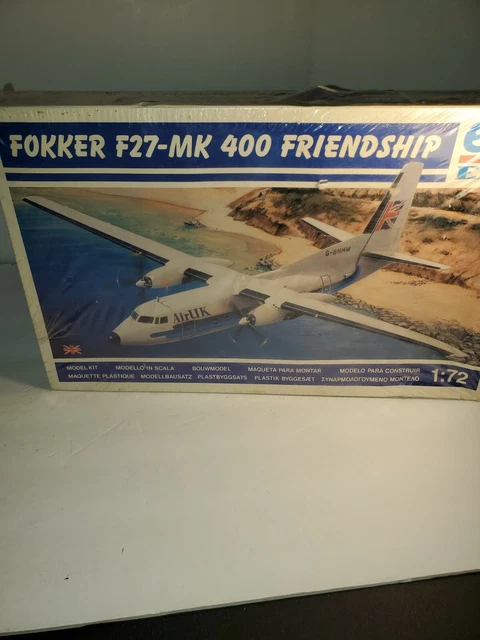 FOKKER F27-MK 400 FRIENDSHIP
AirUK
MODEL KIT MODELLO IN SCALA BOUWMODEL MAQUETA PARA MONTAR MODELO PARA CONSTRUIR
MAQUETTE PLASTIQUE MODELLBAUSATZ PLASTBYGGSATS PLASTIK BYGGESÆT ΣΥΝΑΡΜΟΛΟΓΟΥΜΕΝΟ ΜΟΝΤΕΛΟ
1:72